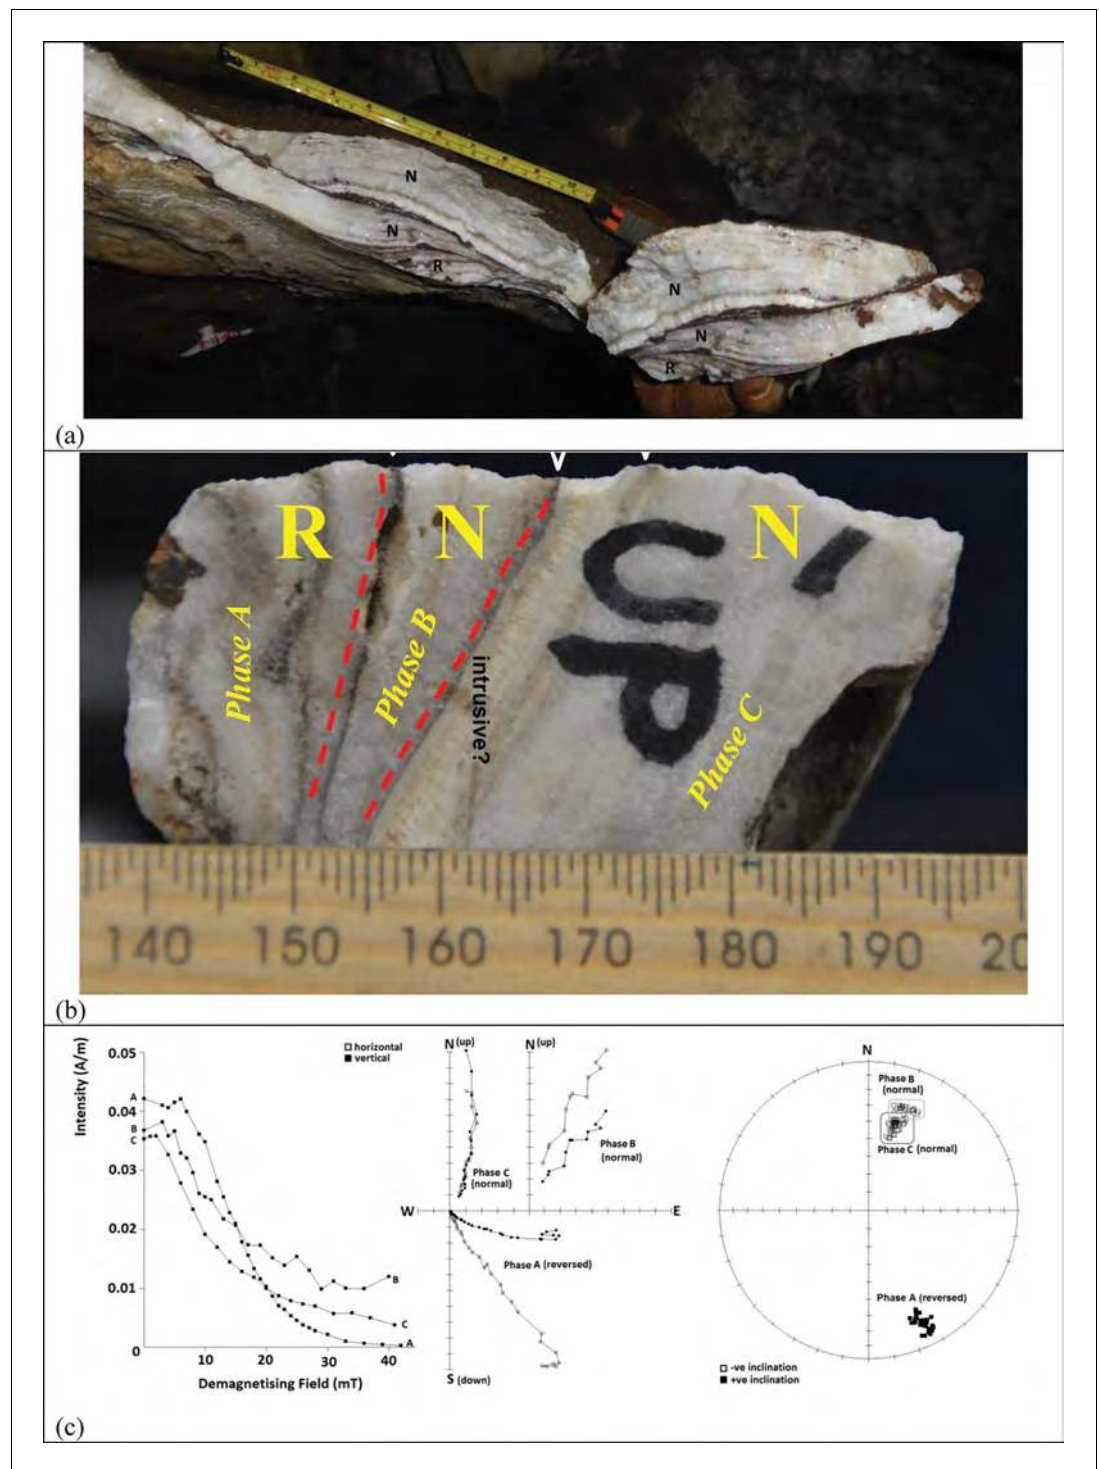 N
N
R
N
N
R
(a)
R N N
Phase A
Phase B
intrusive?
UP
Phase C
140 150 160 170 180 190 20
(b)
Intensity (A/m)
0.05
0.04
0.03
0.02
0.01
0
A
B
C
B
C
A
10 20 30 40
Demagnetising Field (mT)
horizontal
vertical
N (up)
N (up)
Phase C
(normal)
Phase B
(normal)
W
E
Phase A (reversed)
S (down)
N
Phase B
(normal)
Phase C (normal)
Phase A (reversed)
-ve inclination
+ve inclination
(c)